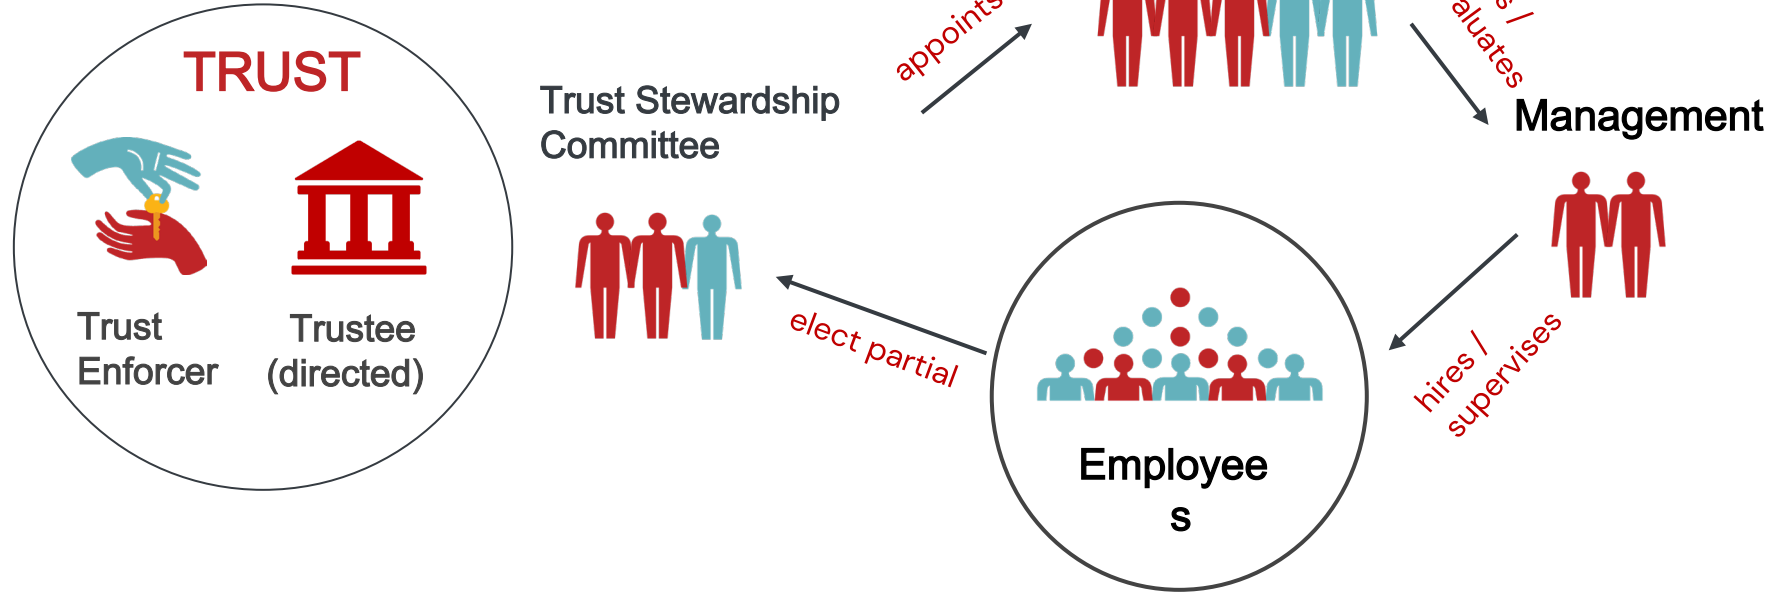 TRUST
Trust
Enforcer
Trustee
(directed)
Trust Stewardship
Committee
appoints
Management
elect partial
Employee
s
hires /
supervises